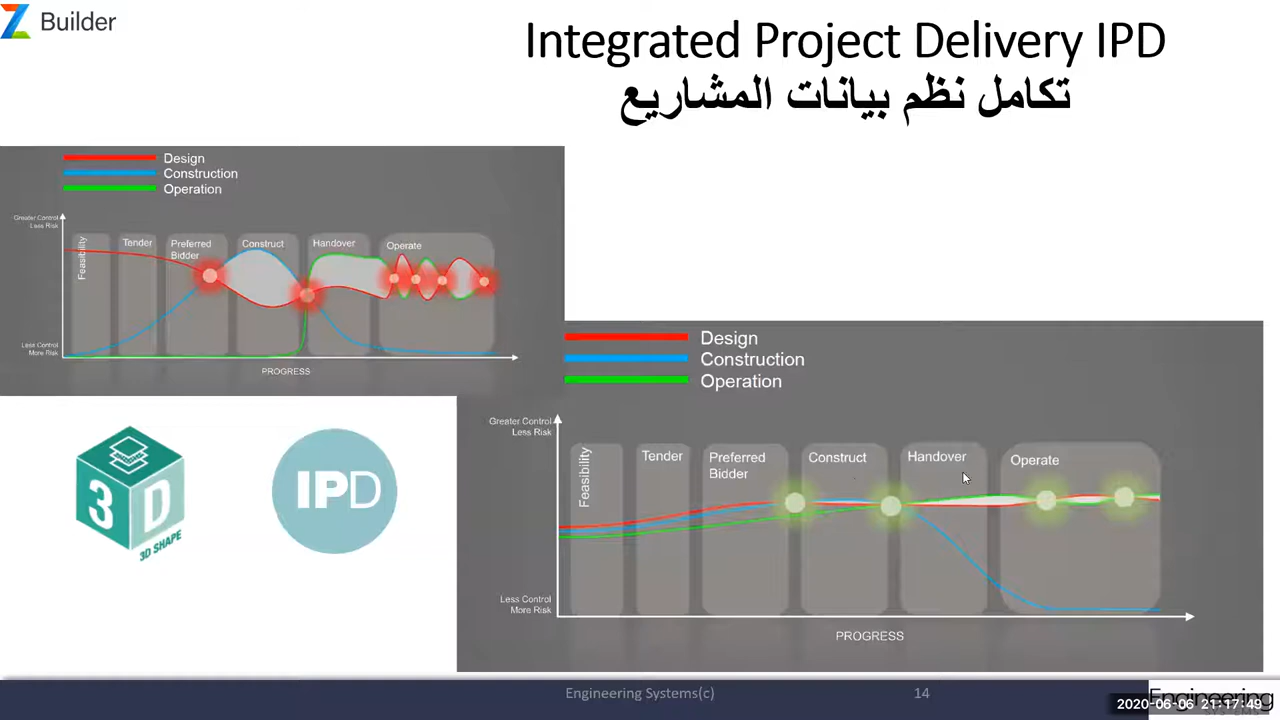 Builder
Integrated Project Delivery IPD
تكامل نظم بيانات المشاريع
Design
Construction
Operation
Greater Control
Less Risk
Feasibility
Tender
Preferred
Bidder
Construct
Handover
Operate
Less Control
More Risk
PROGRESS
Design
Construction
Operation
Greater Control
Less Risk
Feasibility
Tender
Preferred
Bidder
Construct
Handover
Operate
Less Control
More Risk
PROGRESS
3D
3D SHAPE
IPD
Engineering Systems(c)
14
Engineering
2020-06-06 21:17:49